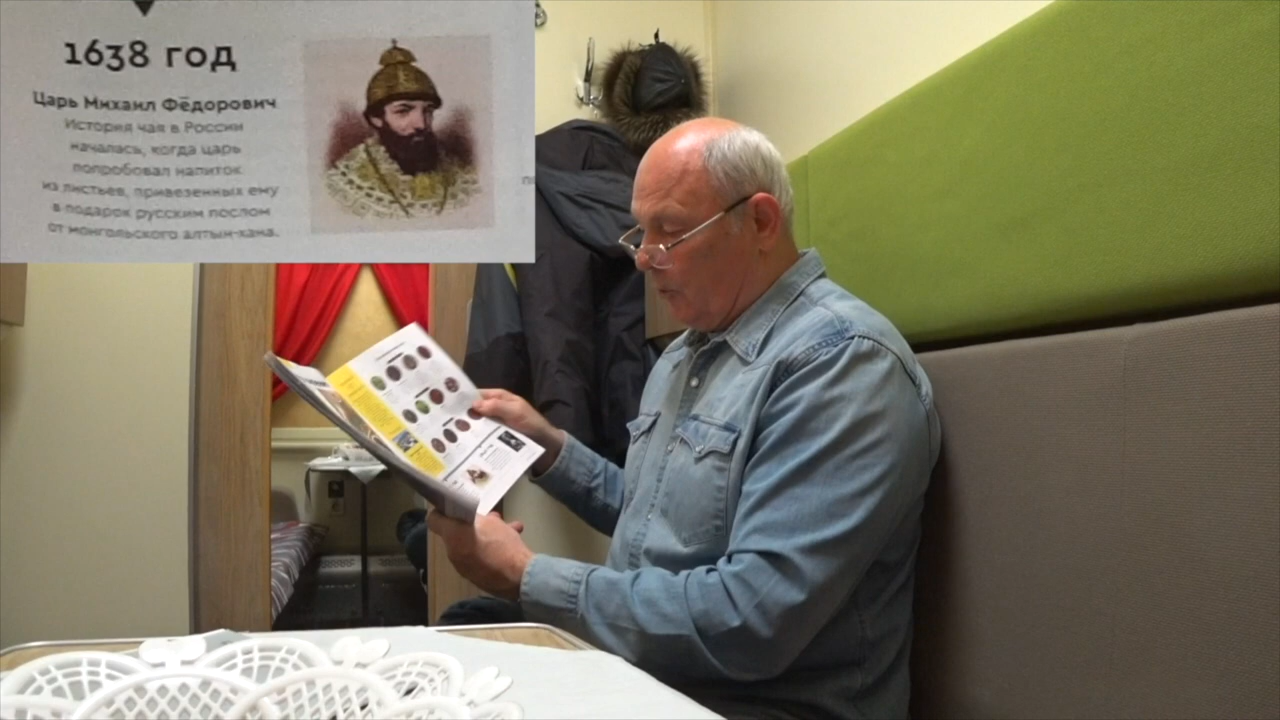 1638 год
Царь Михаил Фёдорович
История чая в России
началась, когда царь
попробовал напиток
из листьев, привезенных ему
в подарок русским послом
от монгольского алтын-хана.